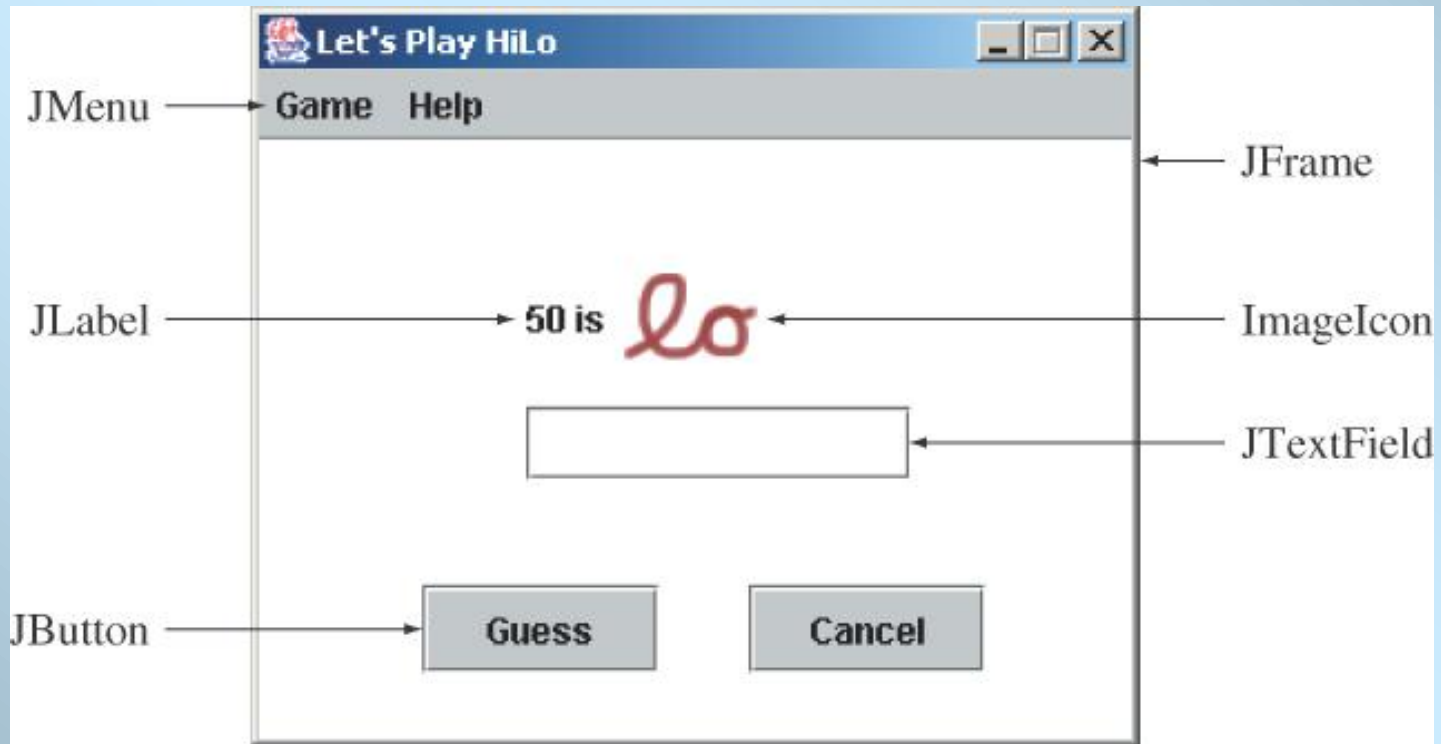 Let's Play HiLo
JMenu
Game Help
JFrame
JLabel
50 is lo
ImageIcon
JTextField
JButton
Guess
Cancel